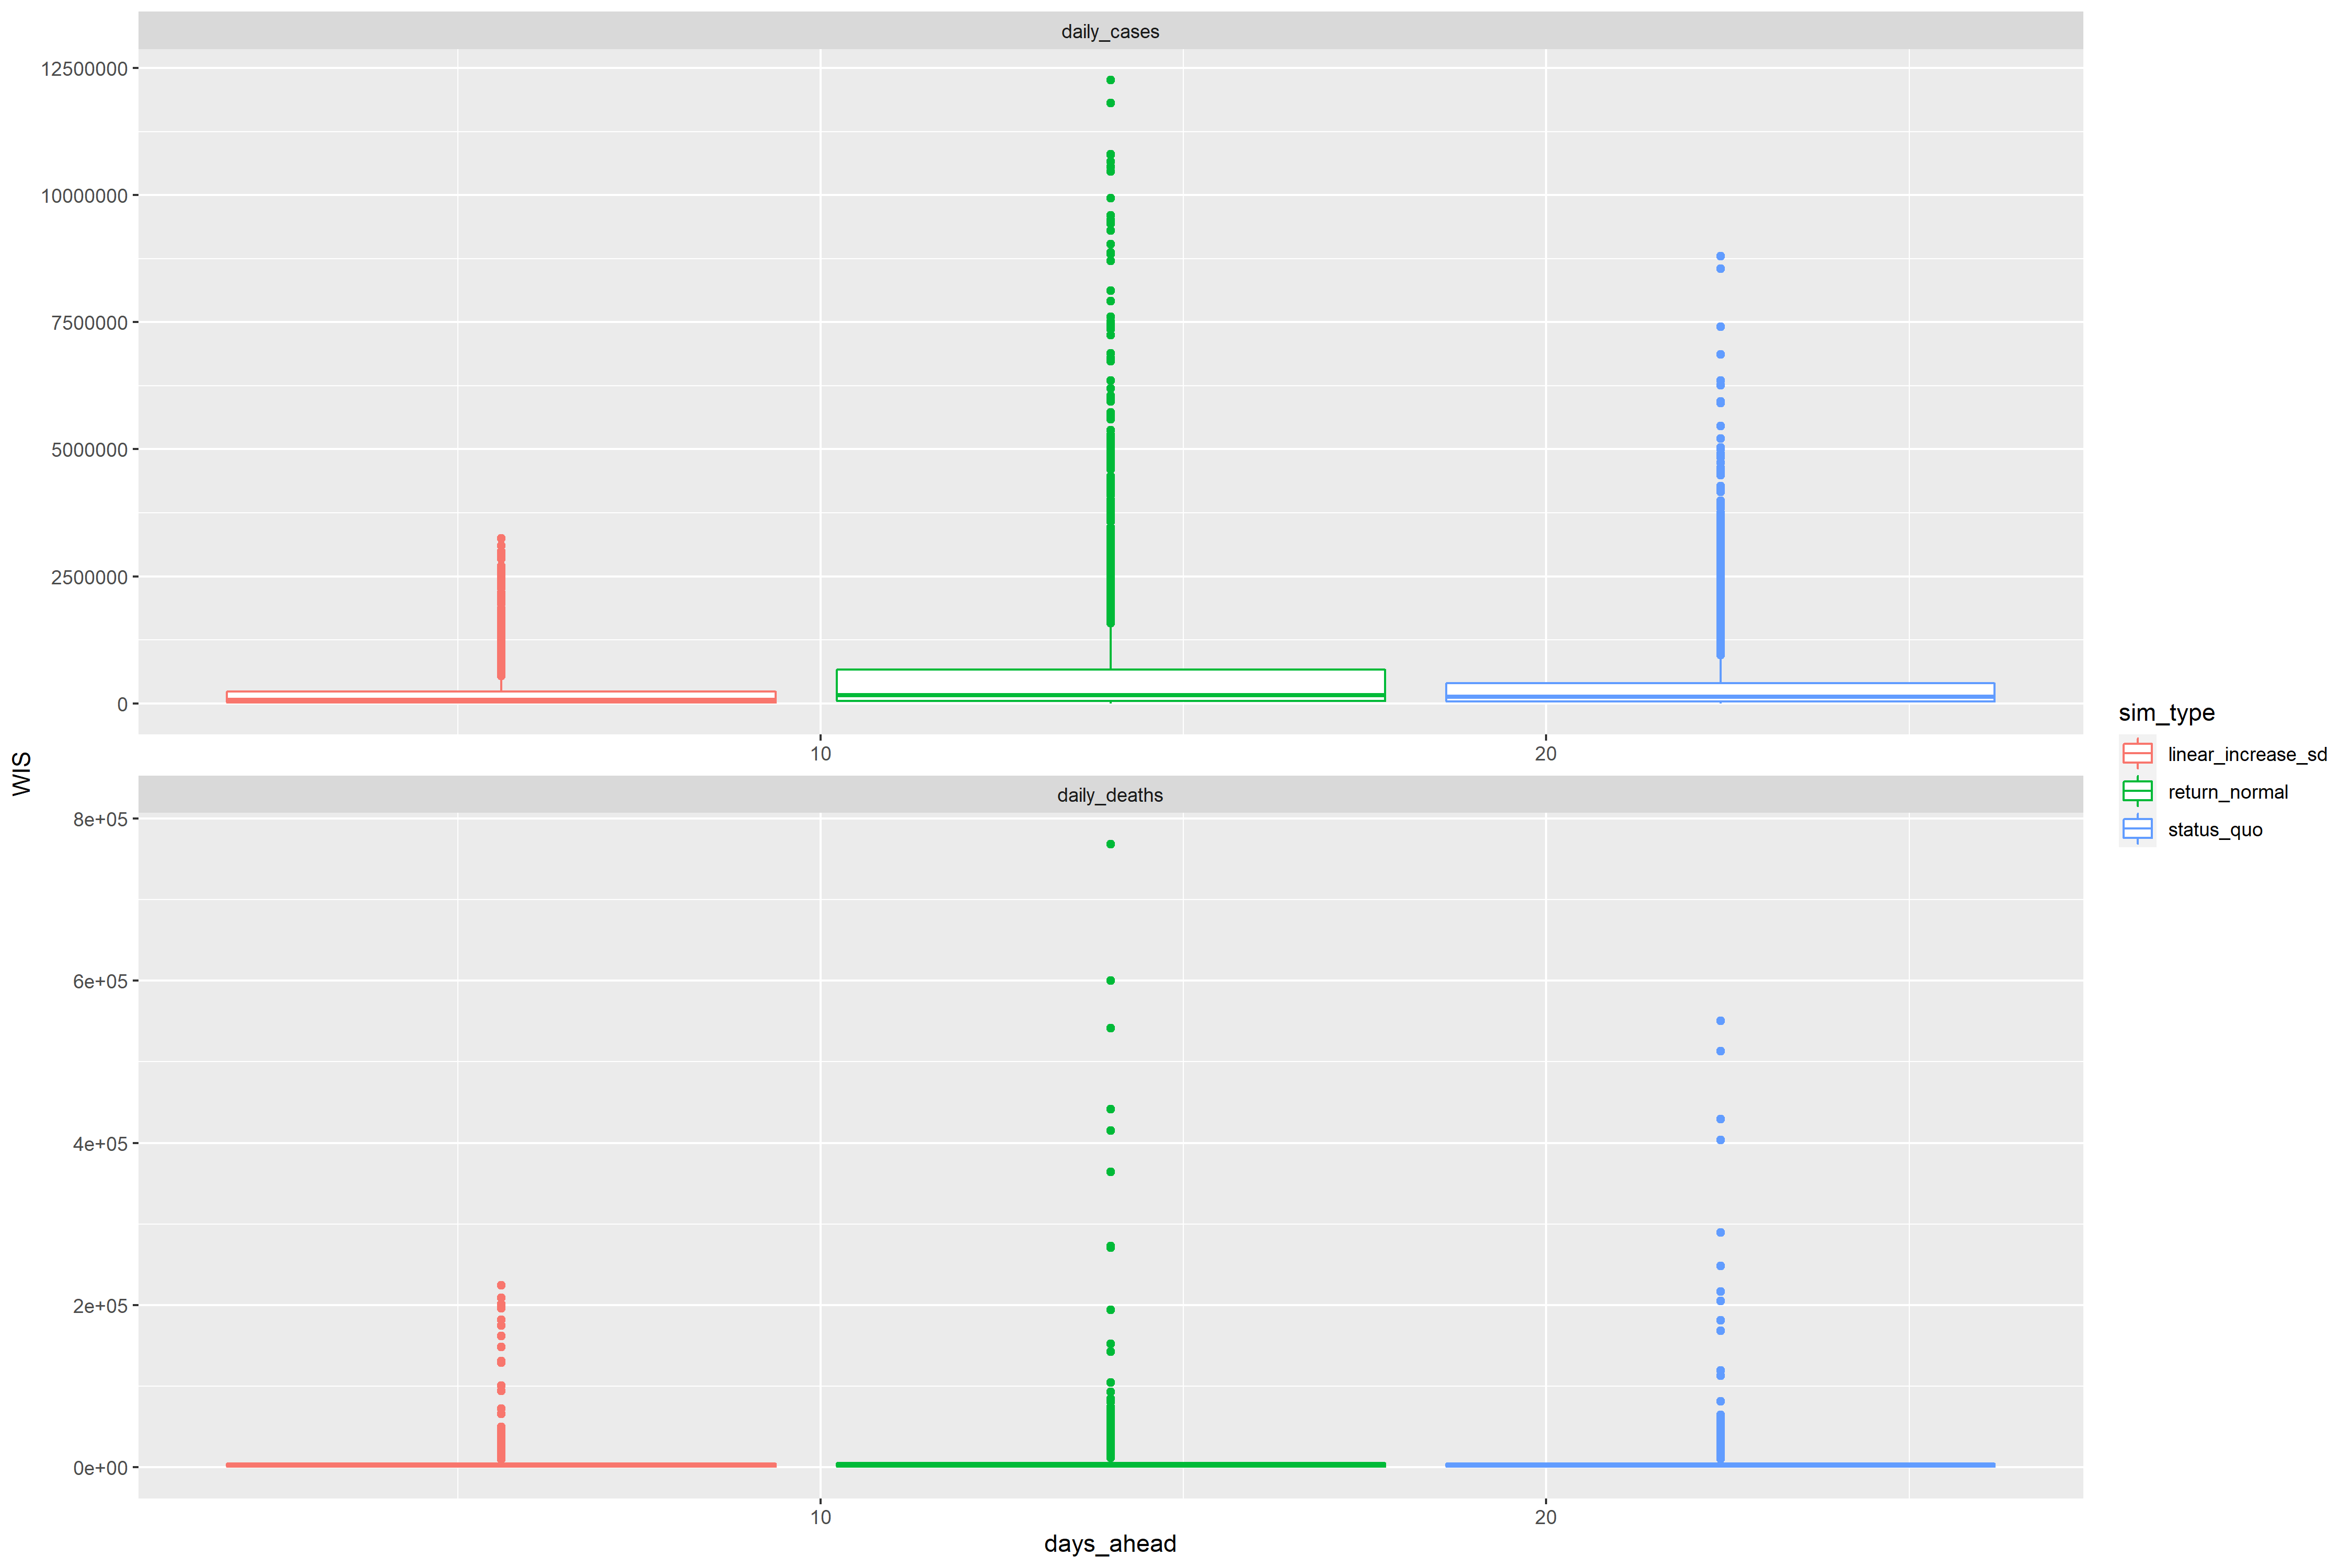 daily_cases
12500000
10000000
7500000
5000000
2500000
0
10
20
daily_deaths
8e+05
6e+05
4e+05
2e+05
0e+00
10
20
days_ahead
WIS
sim_type
linear_increase_sd
return_normal
status_quo